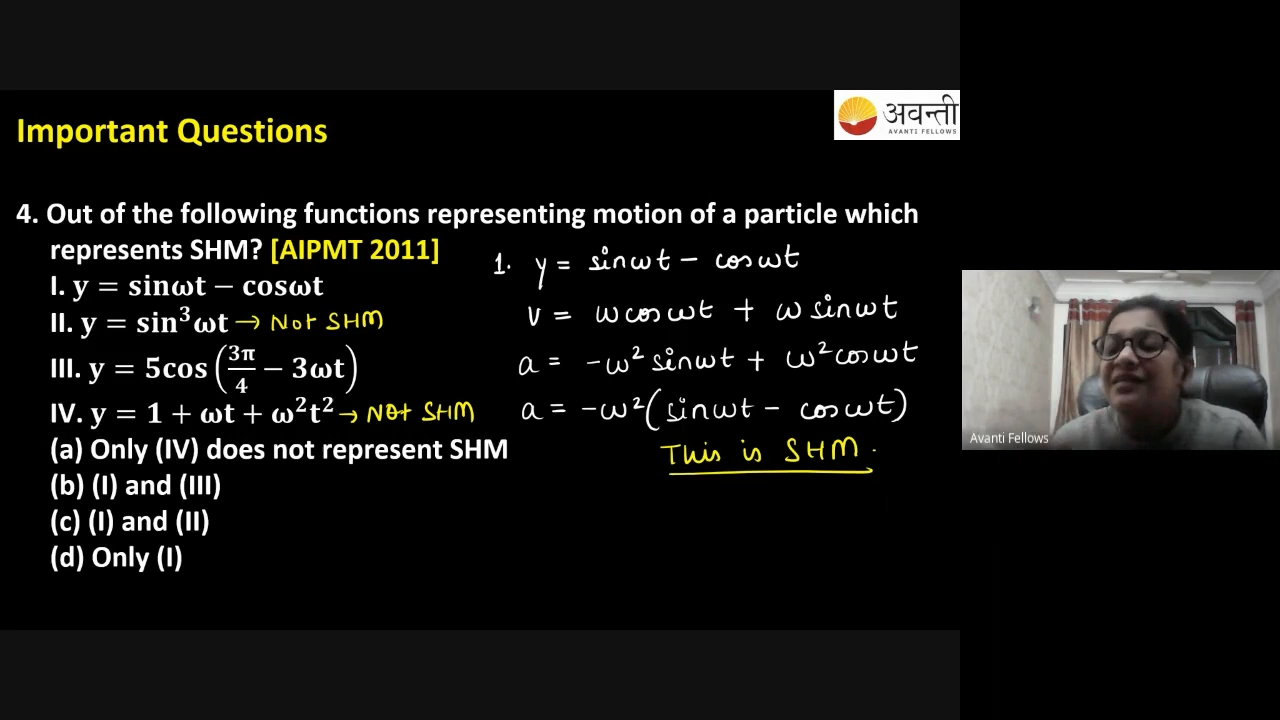 Important Questions
अवन्ती
AVANTI FELLOWS
4. Out of the following functions representing motion of a particle which
represents SHM? [AIPMT 2011]
I. y = sinωt − cosωt
II. y = sin³ωt → Not SHM
III. y = 5cos (3π/4 − 3ωt)
IV. y = 1 + ωt + ω²t² → Not SHM
(a) Only (IV) does not represent SHM
(b) (I) and (III)
(c) (I) and (II)
(d) Only (I)
1. y = sinωt − cosωt
v = ωcosωt + ωsinωt
a = −ω²sinωt + ω²cosωt
a = −ω²(sinωt − cosωt)
This is SHM.
Avanti Fellows